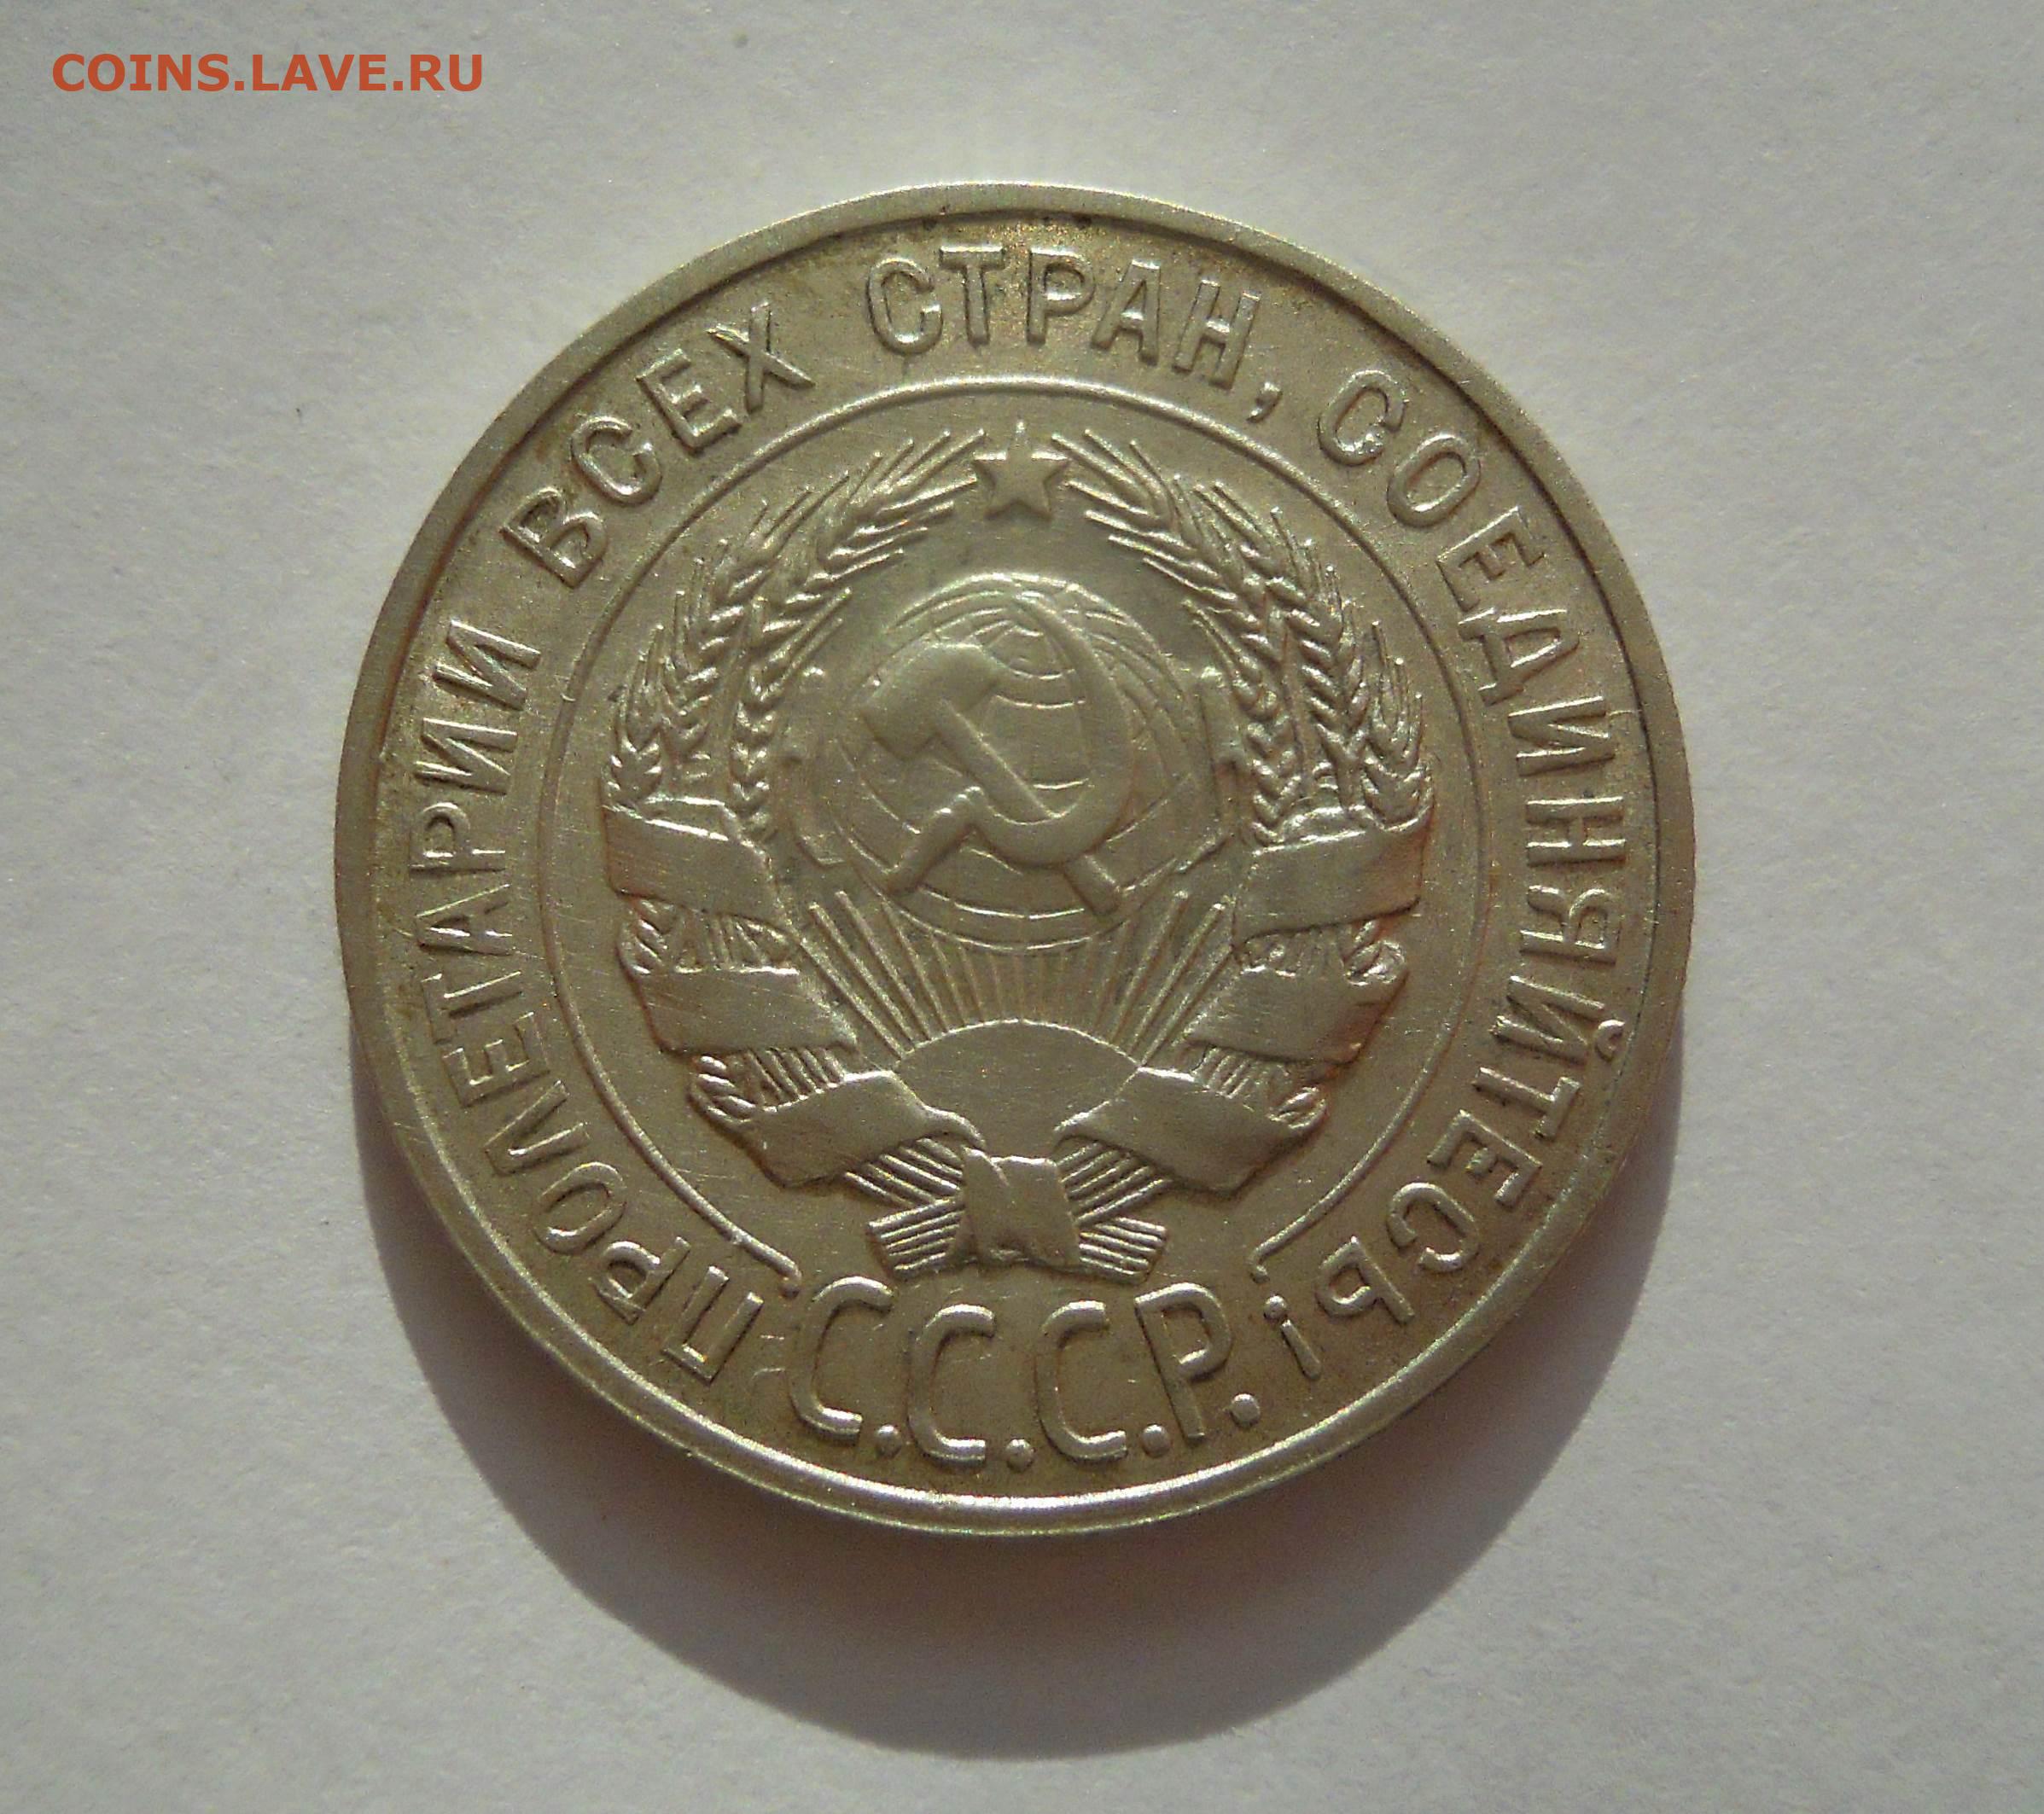 COINS.LAVE.RU
ПРОЛЕТАРИИ ВСЕХ СТРАН, СОЕДИНЯЙТЕСЬ!
С.С.С.Р.